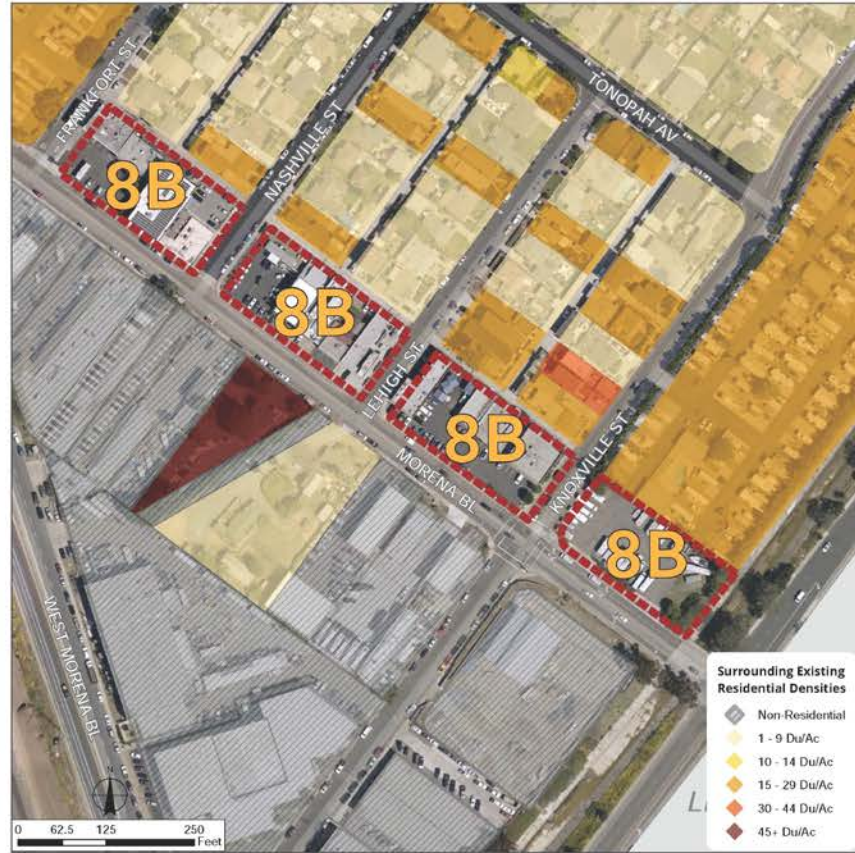 FRANKFORT ST.
NASHVILLE ST
TONOPAH AV
8B
8B
LEHIGH ST.
8B
MORENA BL
KNOXVILLE ST.
8B
WEST MORENA BL
N
0 62.5 125 250
Feet
Surrounding Existing
Residential Densities
Non-Residential
1 - 9 Du/Ac
10 - 14 Du/Ac
15 - 29 Du/Ac
30 - 44 Du/Ac
45+ Du/Ac